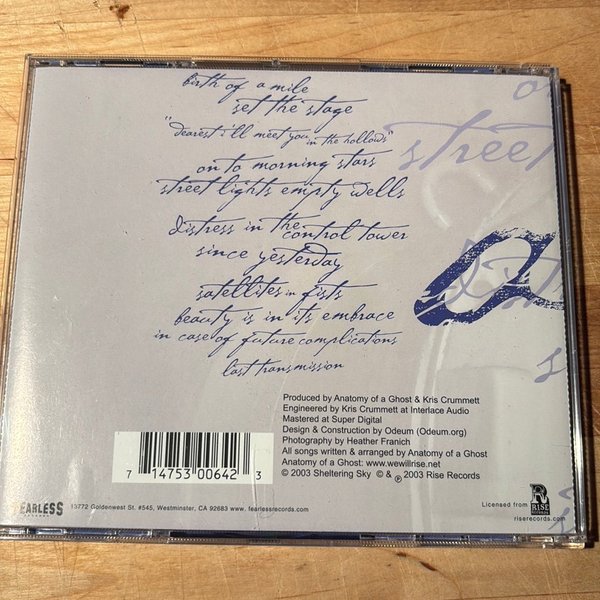 birth of a mile
set the stage
"dearest i'll meet you in the hollows"
on to morning stars
street lights empty wells
distress in the control tower
since yesterday
satellites in fists
beauty is in its embrace
in case of future complications
last transmission
street
Produced by Anatomy of a Ghost & Kris Crummett
Engineered by Kris Crummett at Interlace Audio
Mastered at Super Digital
Design & Construction by Odeum (Odeum.org)
Photography by Heather Franich
All songs written & arranged by Anatomy of a Ghost
Anatomy of a Ghost: www.wewillrise.net
© 2003 Sheltering Sky © & ℗ 2003 Rise Records
7 14753 00642 3
FEARLESS RECORDS 13772 Goldenwest St. #545, Westminster, CA 92683 www.fearlessrecords.com
Licensed from RISE
riserecords.com